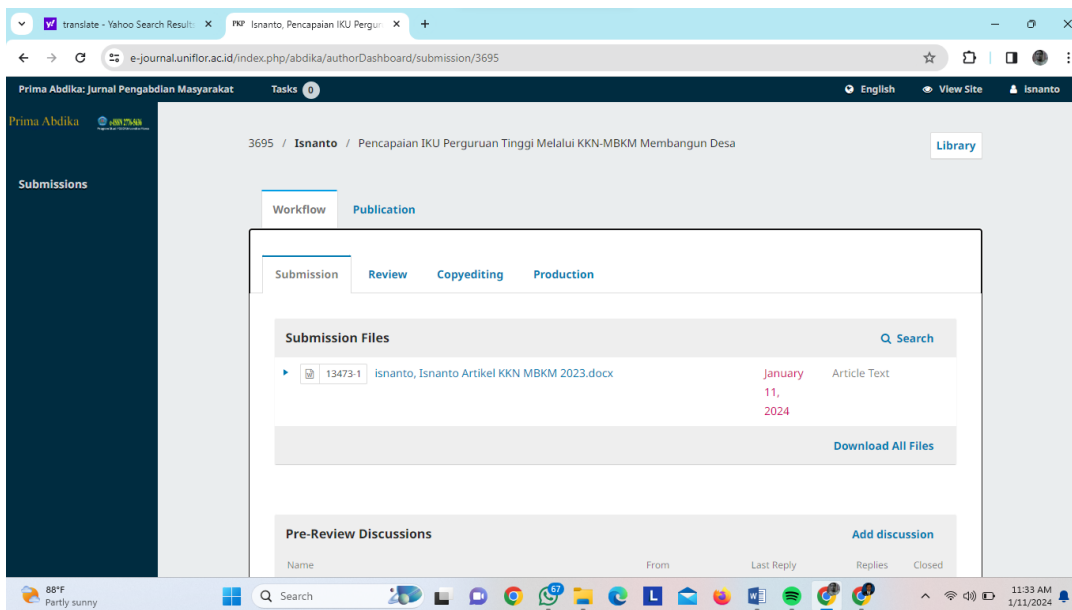 translate - Yahoo Search Result
PKP Isnanto, Pencapaian IKU Pergur
e-journal.uniflor.ac.id/index.php/abdika/authorDashboard/submission/3695
Prima Abdika: Jurnal Pengabdian Masyarakat Tasks 0 English View Site isnanto
Prima Abdika
3695 / Isnanto / Pencapaian IKU Perguruan Tinggi Melalui KKN-MBKM Membangun Desa
Library
Submissions
Workflow Publication
Submission Review Copyediting Production
Submission Files Search
13473-1 isnanto, Isnanto Artikel KKN MBKM 2023.docx January 11, 2024 Article Text
Download All Files
Pre-Review Discussions Add discussion
Name From Last Reply Replies Closed
88°F
Partly sunny
Search
67
11:33 AM
1/11/2024